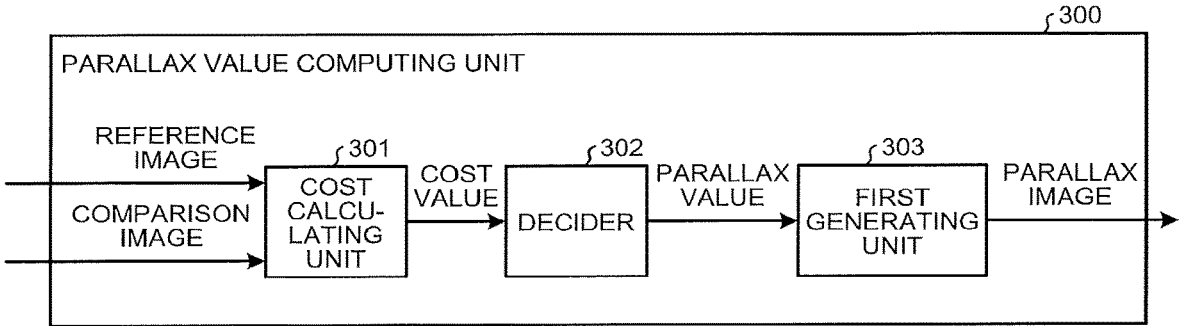 300
PARALLAX VALUE COMPUTING UNIT
REFERENCE
IMAGE
COMPARISON
IMAGE
301
COST
CALCU-
LATING
UNIT
COST
VALUE
302
DECIDER
PARALLAX
VALUE
303
FIRST
GENERATING
UNIT
PARALLAX
IMAGE